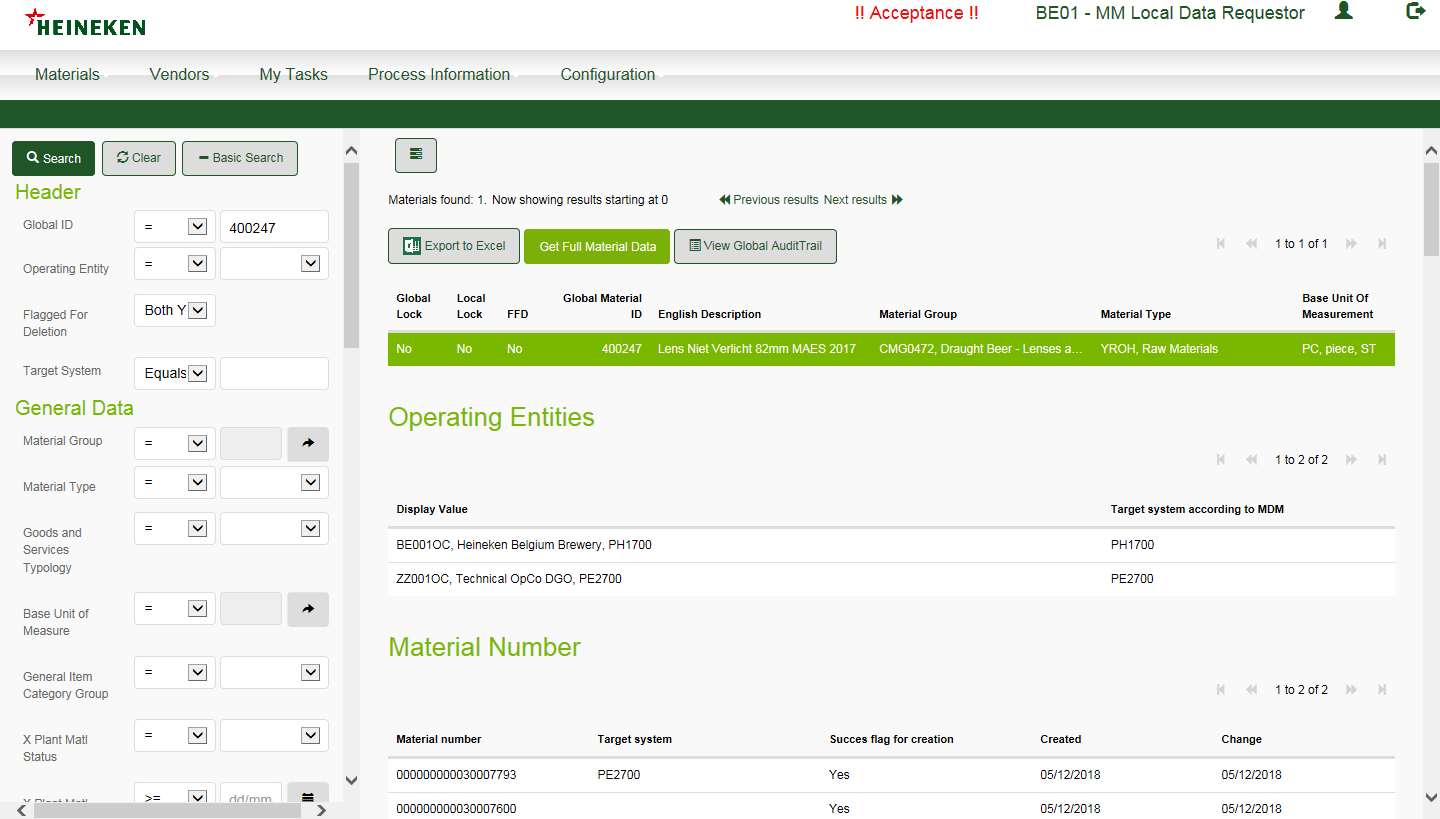 HEINEKEN
!! Acceptance !!
BE01 - MM Local Data Requestor
Materials Vendors My Tasks Process Information Configuration
Search Clear Basic Search
Header
Global ID = 400247
Operating Entity =
Flagged For Deletion Both Y
Target System Equals
General Data
Material Group =
Material Type =
Goods and Services Typology =
Base Unit of Measure =
General Item Category Group =
X Plant Matl Status =
X Plant Matl >= dd/mm
Materials found: 1. Now showing results starting at 0 Previous results Next results
Export to Excel Get Full Material Data View Global AuditTrail 1 to 1 of 1
Global Lock Local Lock FFD Global Material ID English Description Material Group Material Type Base Unit Of Measurement
No No No 400247 Lens Niet Verlicht 82mm MAES 2017 CMG0472, Draught Beer - Lenses a... YROH, Raw Materials PC, piece, ST
Operating Entities
1 to 2 of 2
Display Value Target system according to MDM
BE001OC, Heineken Belgium Brewery, PH1700 PH1700
ZZ001OC, Technical OpCo DGO, PE2700 PE2700
Material Number
1 to 2 of 2
Material number Target system Succes flag for creation Created Change
000000000030007793 PE2700 Yes 05/12/2018 05/12/2018
000000000030007600 Yes 05/12/2018 05/12/2018